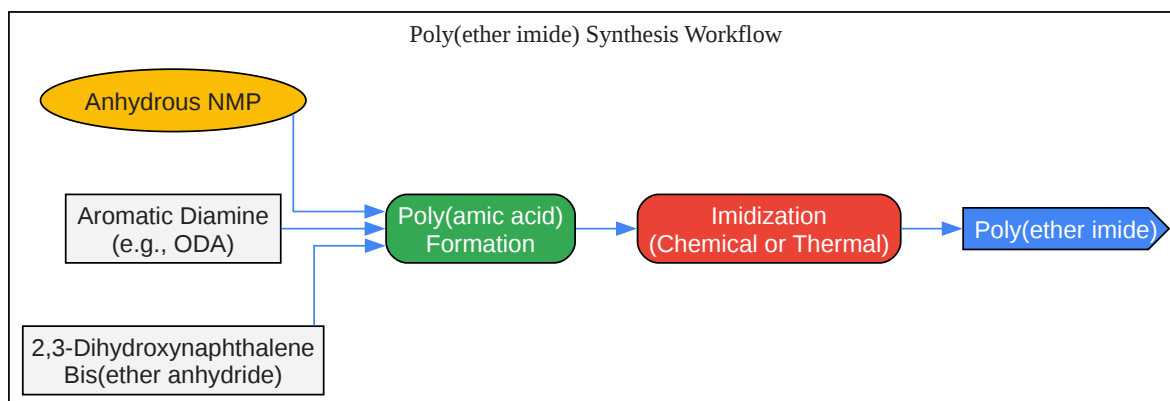 Poly(ether imide) Synthesis Workflow
Anhydrous NMP
Aromatic Diamine
(e.g., ODA)
2,3-Dihydroxynaphthalene
Bis(ether anhydride)
Poly(amic acid)
Formation
Imidization
(Chemical or Thermal)
Poly(ether imide)